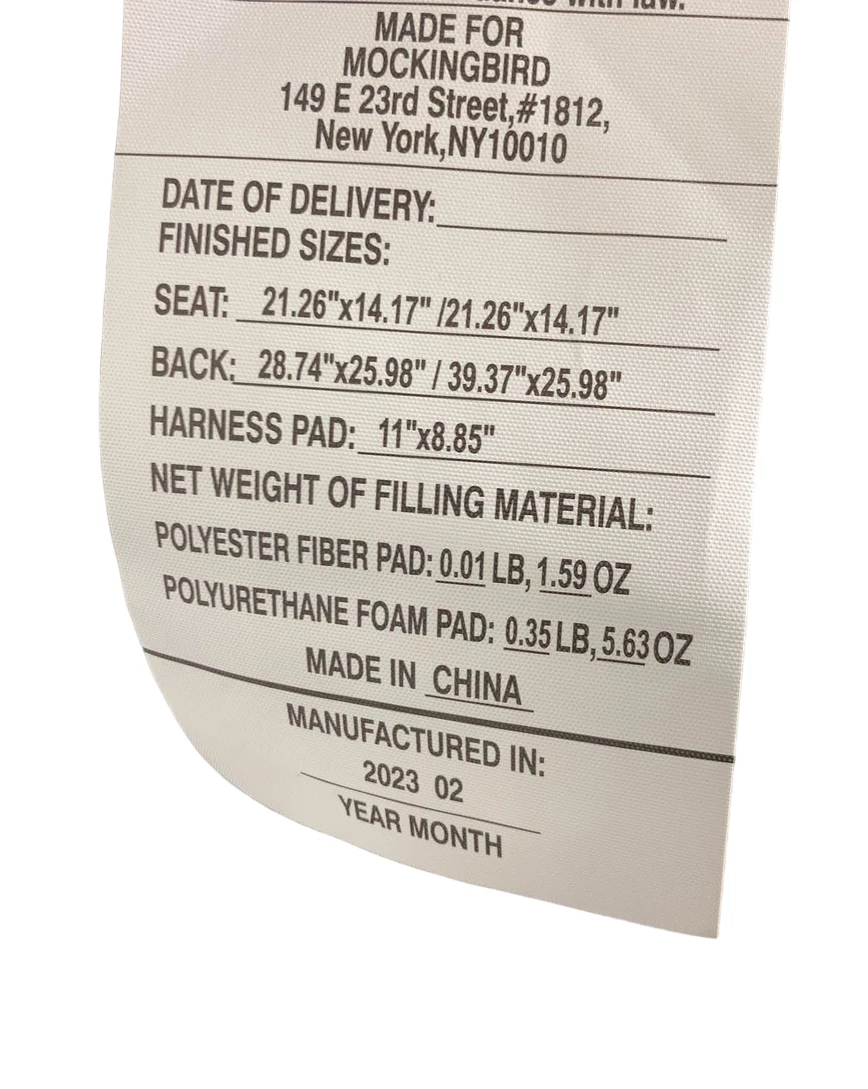 with law.
MADE FOR
MOCKINGBIRD
149 E 23rd Street,#1812,
New York,NY10010
DATE OF DELIVERY:
FINISHED SIZES:
SEAT: 21.26"x14.17" /21.26"x14.17"
BACK: 28.74"x25.98" / 39.37"x25.98"
HARNESS PAD: 11"x8.85"
NET WEIGHT OF FILLING MATERIAL:
POLYESTER FIBER PAD: 0.01 LB, 1.59 OZ
POLYURETHANE FOAM PAD: 0.35 LB, 5.63 OZ
MADE IN CHINA
MANUFACTURED IN:
2023 02
YEAR MONTH